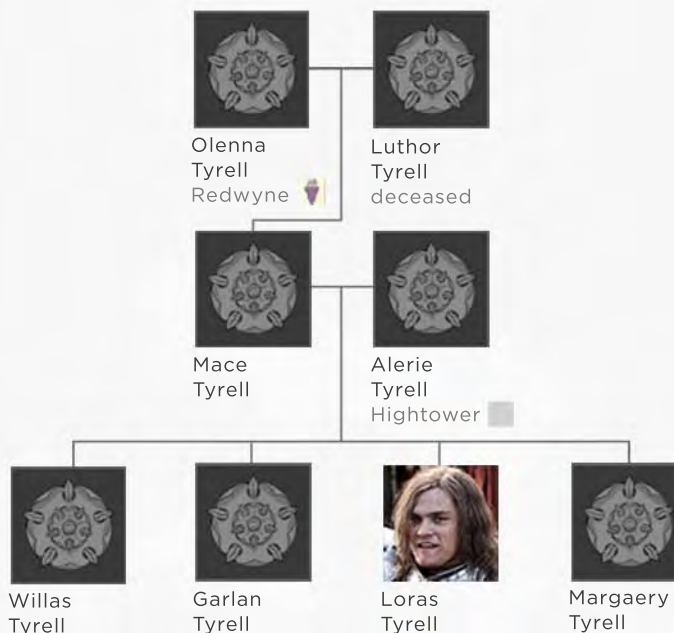 Olenna
Tyrell
Redwyne
Luthor
Tyrell
deceased
Mace
Tyrell
Alerie
Tyrell
Hightower
Willas
Tyrell
Garlan
Tyrell
Loras
Tyrell
Margaery
Tyrell